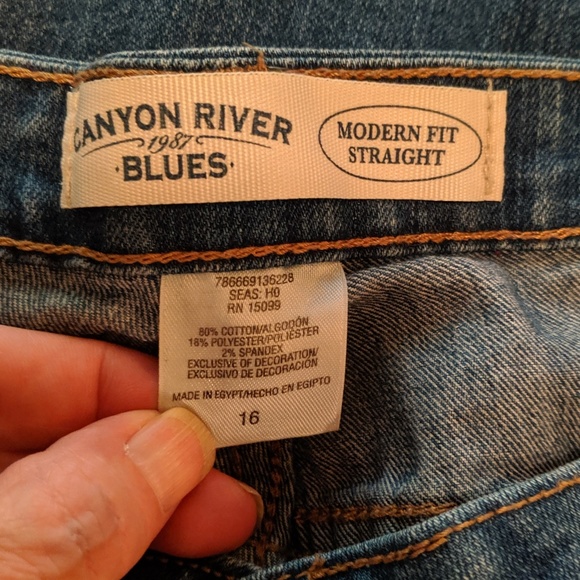 CANYON RIVER
1987
·BLUES·
MODERN FIT
STRAIGHT
786669136228
SEAS: H0
RN 15099
80% COTTON/ALGODÓN
18% POLYESTER/POLIÉSTER
2% SPANDEX
EXCLUSIVE OF DECORATION/
EXCLUSIVO DE DECORACIÓN
MADE IN EGYPT/HECHO EN EGIPTO
16